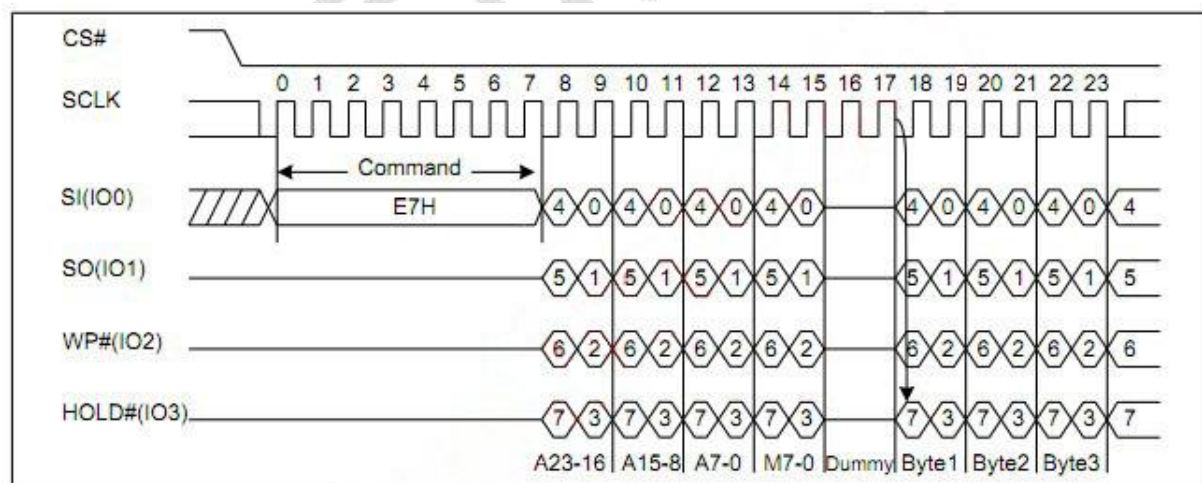 CS#
0 1 2 3 4 5 6 7 8 9 10 11 12 13 14 15 16 17 18 19 20 21 22 23
SCLK
Command
SI(IO0) E7H 4 0 4 0 4 0 4 0 4 0 4 0 4 0 4
SO(IO1) 5 1 5 1 5 1 5 1 5 1 5 1 5 1 5
WP#(IO2) 6 2 6 2 6 2 6 2 6 2 6 2 6 2 6
HOLD#(IO3) 7 3 7 3 7 3 7 3 7 3 7 3 7 3 7
A23-16 A15-8 A7-0 M7-0 Dummy Byte1 Byte2 Byte3